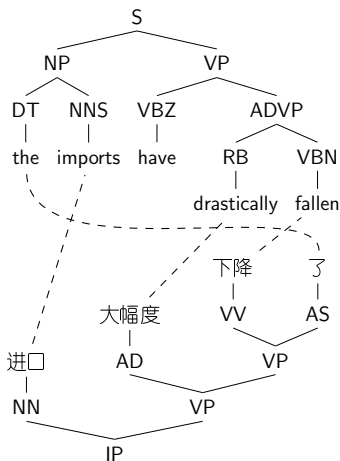 S
NP VP
DT NNS VBZ ADVP
the imports have RB VBN
drastically fallen
下降 了
大幅度 VV AS
进口 AD VP
NN VP
IP